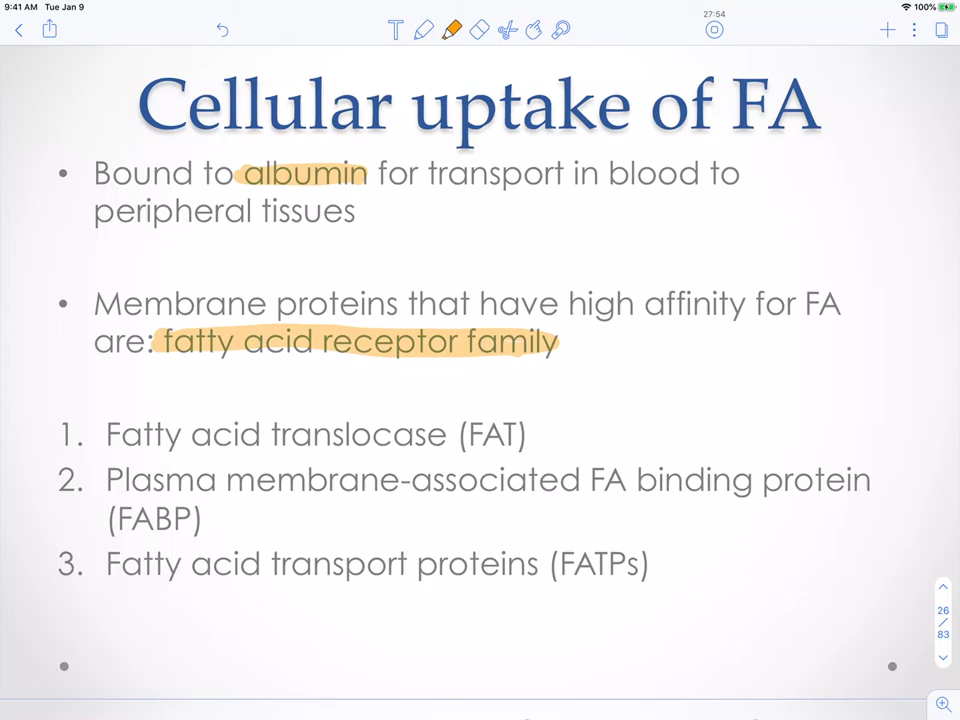 9:41 AM Tue Jan 9
100%
27:54
T
Cellular uptake of FA
• Bound to albumin for transport in blood to
peripheral tissues
• Membrane proteins that have high affinity for FA
are: fatty acid receptor family
1. Fatty acid translocase (FAT)
2. Plasma membrane-associated FA binding protein
(FABP)
3. Fatty acid transport proteins (FATPs)
26
/
83